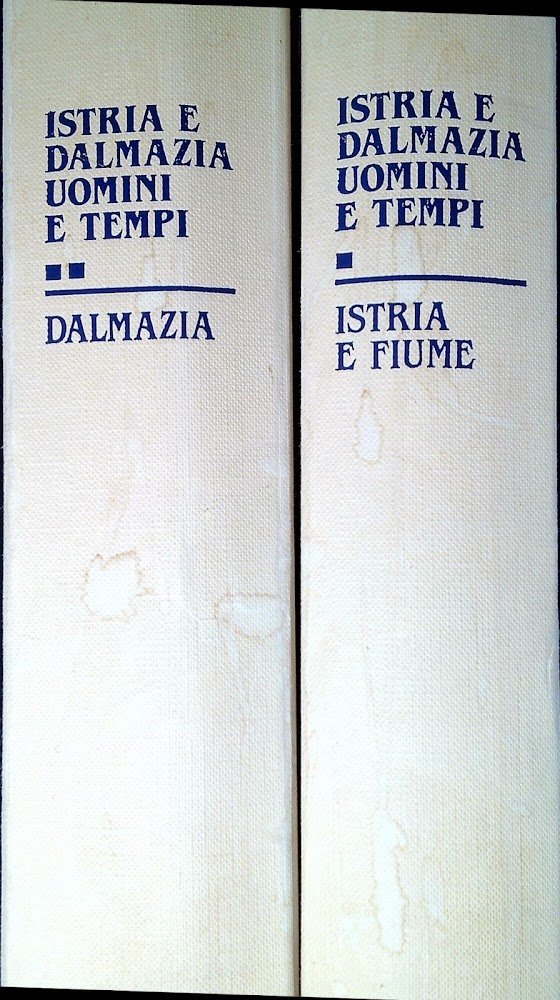 ISTRIA E
DALMAZIA
UOMINI
E TEMPI
DALMAZIA
ISTRIA E
DALMAZIA
UOMINI
E TEMPI
ISTRIA
E FIUME